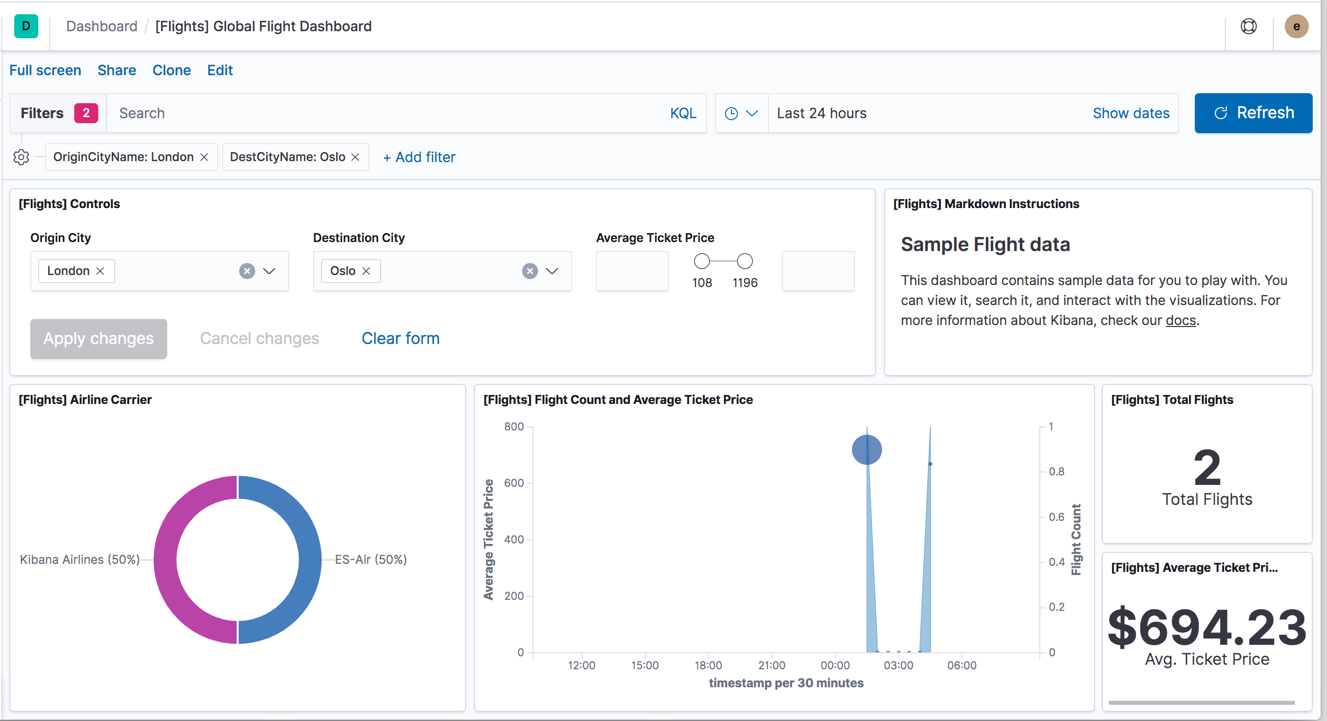 D Dashboard / [Flights] Global Flight Dashboard e
Full screen Share Clone Edit
Filters 2 Search KQL Last 24 hours Show dates Refresh
OriginCityName: London × DestCityName: Oslo × + Add filter
[Flights] Controls
Origin City Destination City Average Ticket Price
London × Oslo ×
108 1196
Apply changes Cancel changes Clear form
[Flights] Markdown Instructions
Sample Flight data
This dashboard contains sample data for you to play with. You
can view it, search it, and interact with the visualizations. For
more information about Kibana, check our docs.
[Flights] Airline Carrier
Kibana Airlines (50%) ES-Air (50%)
[Flights] Flight Count and Average Ticket Price
Average Ticket Price
800
600
400
200
0
1
0.8
0.6
0.4
0.2
0
Flight Count
12:00 15:00 18:00 21:00 00:00 03:00 06:00
timestamp per 30 minutes
[Flights] Total Flights
2
Total Flights
[Flights] Average Ticket Pri...
$694.23
Avg. Ticket Price